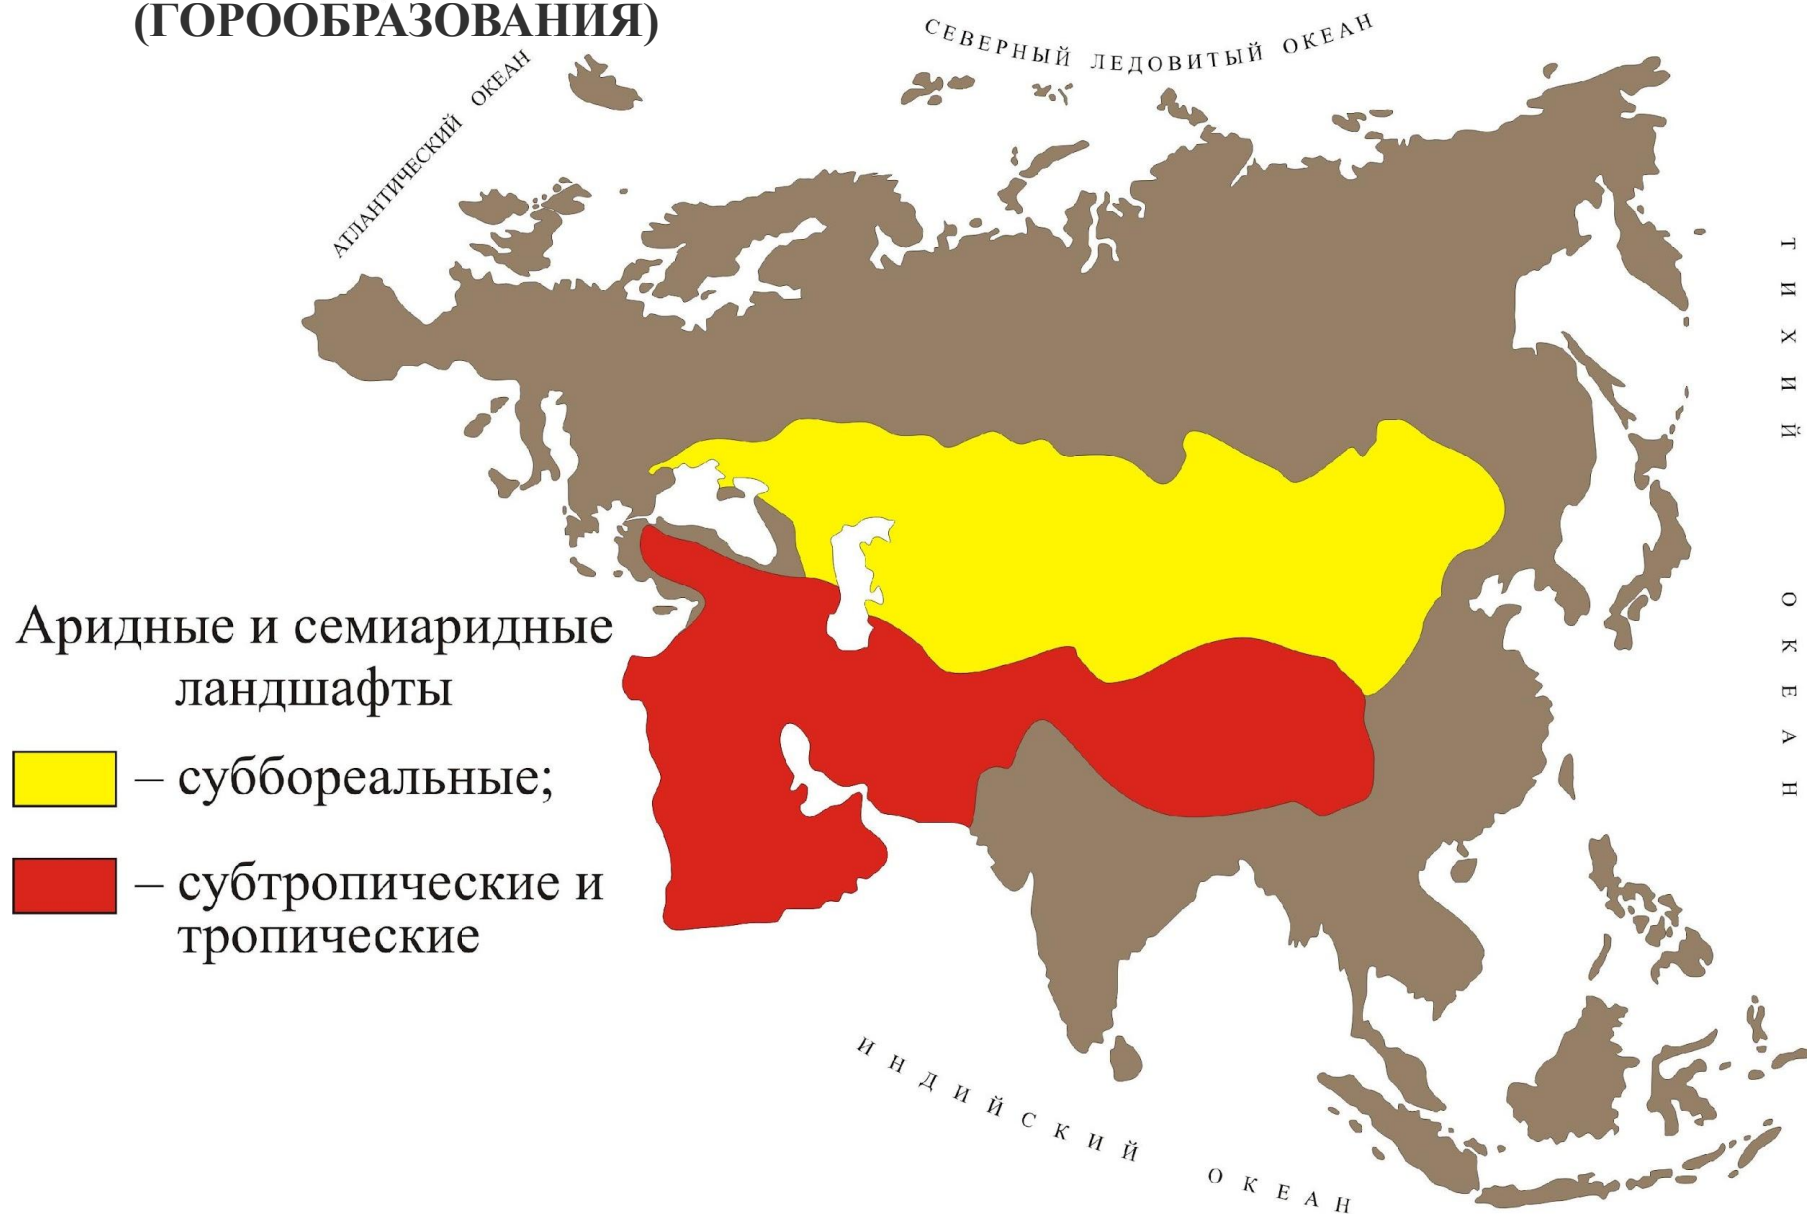 (ГОРООБРАЗОВАНИЯ)
СЕВЕРНЫЙ ЛЕДОВИТЫЙ ОКЕАН
АТЛАНТИЧЕСКИЙ ОКЕАН
ТИХИЙ ОКЕАН
Аридные и семиаридные
ландшафты
– суббореальные;
– субтропические и
тропические
ИНДИЙСКИЙ ОКЕАН